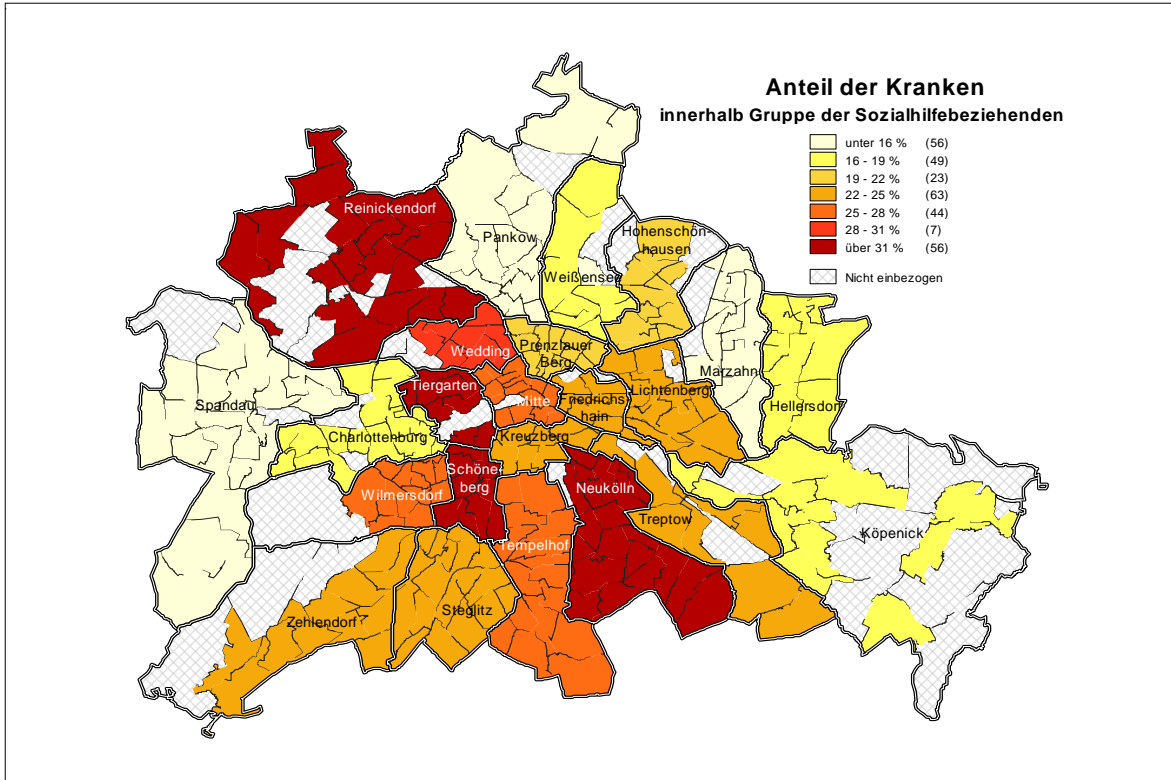 Anteil der Kranken
innerhalb Gruppe der Sozialhilfebeziehenden
unter 16 % (56)
16 - 19 % (49)
19 - 22 % (23)
22 - 25 % (63)
25 - 28 % (44)
28 - 31 % (7)
über 31 % (56)
Nicht einbezogen
Reinickendorf
Pankow
Hohenschön-
hausen
Weißensee
Wedding
Prenzlauer
Berg
Marzahn
Tiergarten
Mitte
Friedrichs-
hain
Lichtenberg
Hellersdorf
Spandau
Charlottenburg
Kreuzberg
Schöne-
berg
Wilmersdorf
Neukölln
Treptow
Köpenick
Tempelhof
Steglitz
Zehlendorf